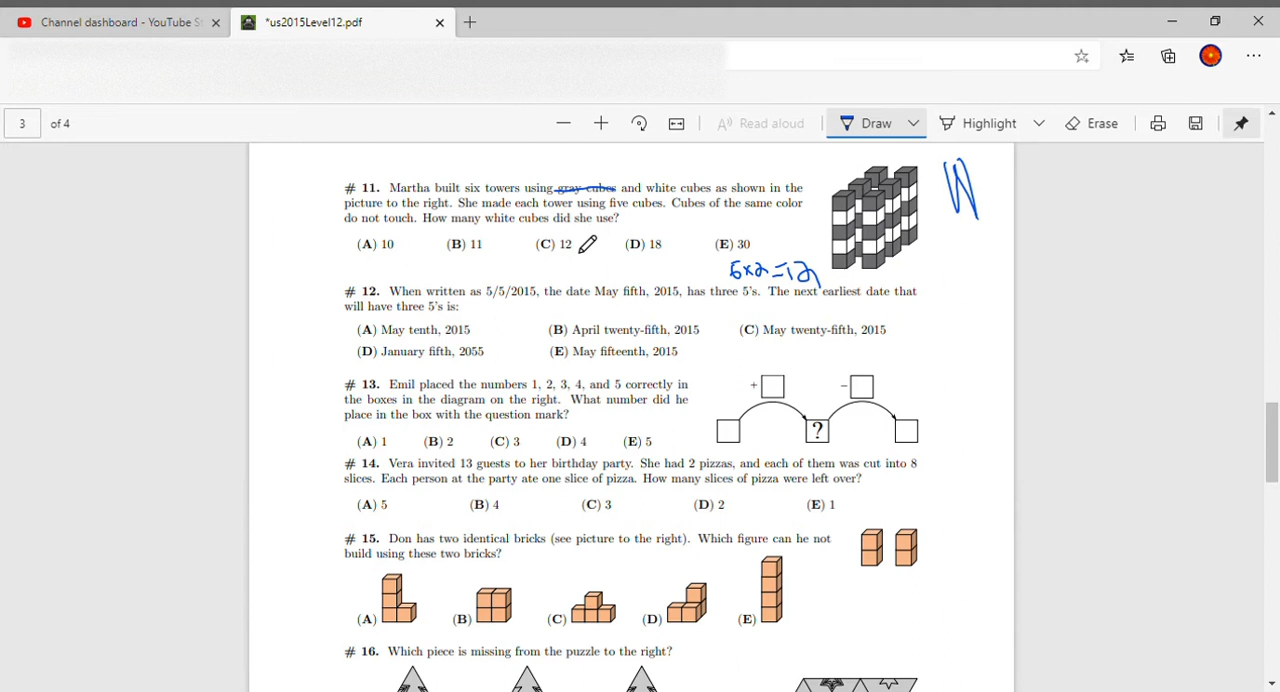 Channel dashboard - YouTube S
*us2015Level12.pdf
3 of 4
Read aloud
Draw
Highlight
Erase
# 11. Martha built six towers using gray cubes and white cubes as shown in the
picture to the right. She made each tower using five cubes. Cubes of the same color
do not touch. How many white cubes did she use?
(A) 10 (B) 11 (C) 12 (D) 18 (E) 30
6×2=12
# 12. When written as 5/5/2015, the date May fifth, 2015, has three 5's. The next earliest date that
will have three 5's is:
(A) May tenth, 2015 (B) April twenty-fifth, 2015 (C) May twenty-fifth, 2015
(D) January fifth, 2055 (E) May fifteenth, 2015
# 13. Emil placed the numbers 1, 2, 3, 4, and 5 correctly in
the boxes in the diagram on the right. What number did he
place in the box with the question mark?
+ −
?
(A) 1 (B) 2 (C) 3 (D) 4 (E) 5
# 14. Vera invited 13 guests to her birthday party. She had 2 pizzas, and each of them was cut into 8
slices. Each person at the party ate one slice of pizza. How many slices of pizza were left over?
(A) 5 (B) 4 (C) 3 (D) 2 (E) 1
# 15. Don has two identical bricks (see picture to the right). Which figure can he not
build using these two bricks?
(A) (B) (C) (D) (E)
# 16. Which piece is missing from the puzzle to the right?